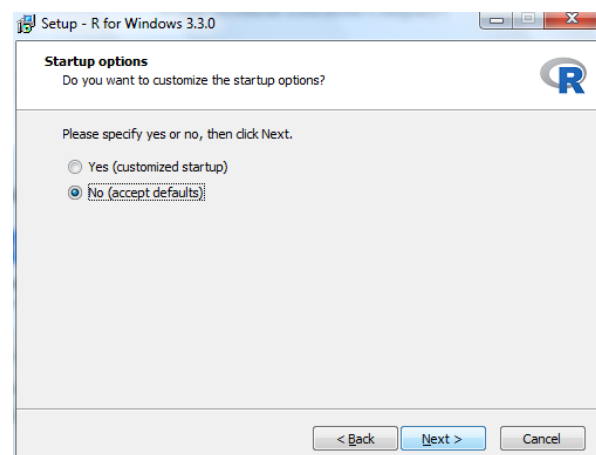 Setup - R for Windows 3.3.0
Startup options
Do you want to customize the startup options?
R
Please specify yes or no, then click Next.
Yes (customized startup)
No (accept defaults)
< Back
Next >
Cancel